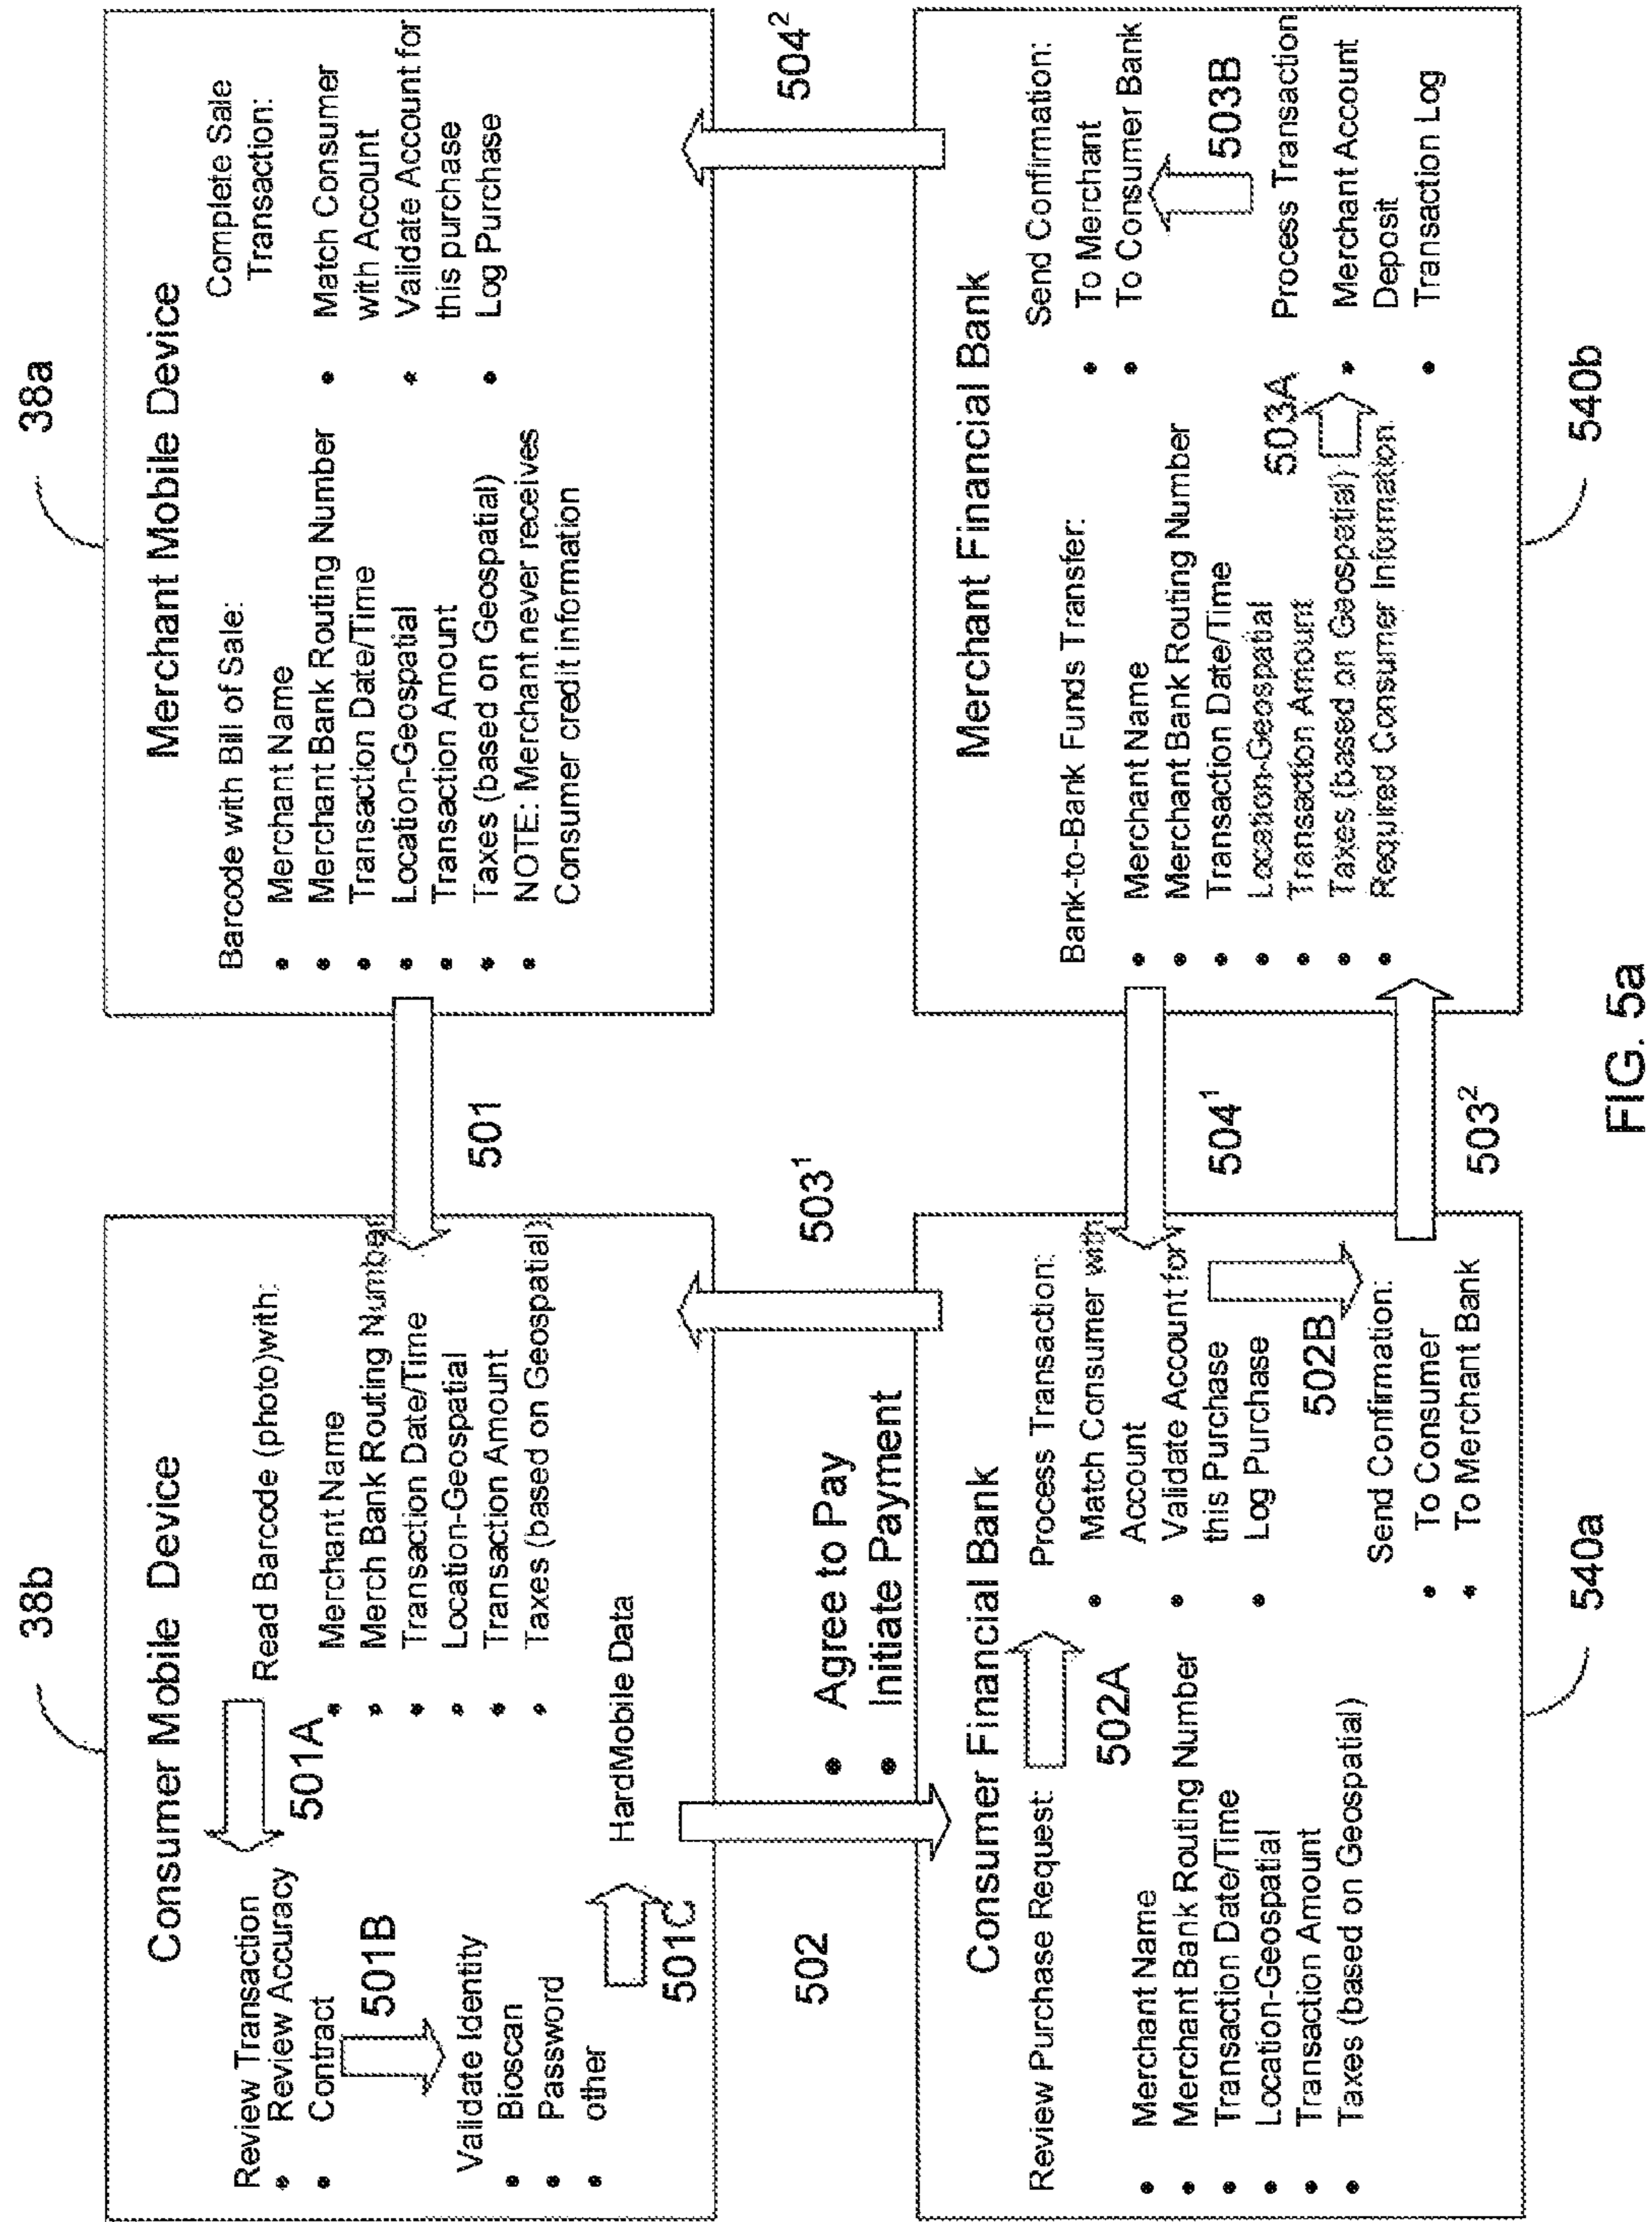 38b
Consumer Mobile Device
Review Transaction
• Review Accuracy
• Contract
501B
Validate Identity
• Bioscan
• Password
• other
501A
Read Barcode (photo)with:
• Merchant Name
• Merch Bank Routing Number
• Transaction Date/Time
• Location-Geospatial
• Transaction Amount
• Taxes (based on Geospatial)
HardMobile Data
501C
501
38a
Merchant Mobile Device
Barcode with Bill of Sale:
• Merchant Name
• Merchant Bank Routing Number
• Transaction Date/Time
• Location-Geospatial
• Transaction Amount
• Taxes (based on Geospatial)
• NOTE: Merchant never receives
Consumer credit information
Complete Sale
Transaction:
• Match Consumer
with Account
• Validate Account for
this purchase
• Log Purchase
502
• Agree to Pay
• Initiate Payment
503¹
504²
Consumer Financial Bank
Review Purchase Request:
• Merchant Name
• Merchant Bank Routing Number
• Transaction Date/Time
• Location-Geospatial
• Transaction Amount
• Taxes (based on Geospatial)
502A
Process Transaction:
• Match Consumer with
Account
• Validate Account for
this Purchase
• Log Purchase
502B
Send Confirmation:
• To Consumer
• To Merchant Bank
540a
504¹
503²
Merchant Financial Bank
Bank-to-Bank Funds Transfer:
• Merchant Name
• Merchant Bank Routing Number
• Transaction Date/Time
• Location-Geospatial
• Transaction Amount
• Taxes (based on Geospatial)
• Required Consumer Information
503A
Send Confirmation:
• To Merchant
• To Consumer Bank
503B
Process Transaction
• Merchant Account
Deposit
• Transaction Log
540b
FIG. 5a